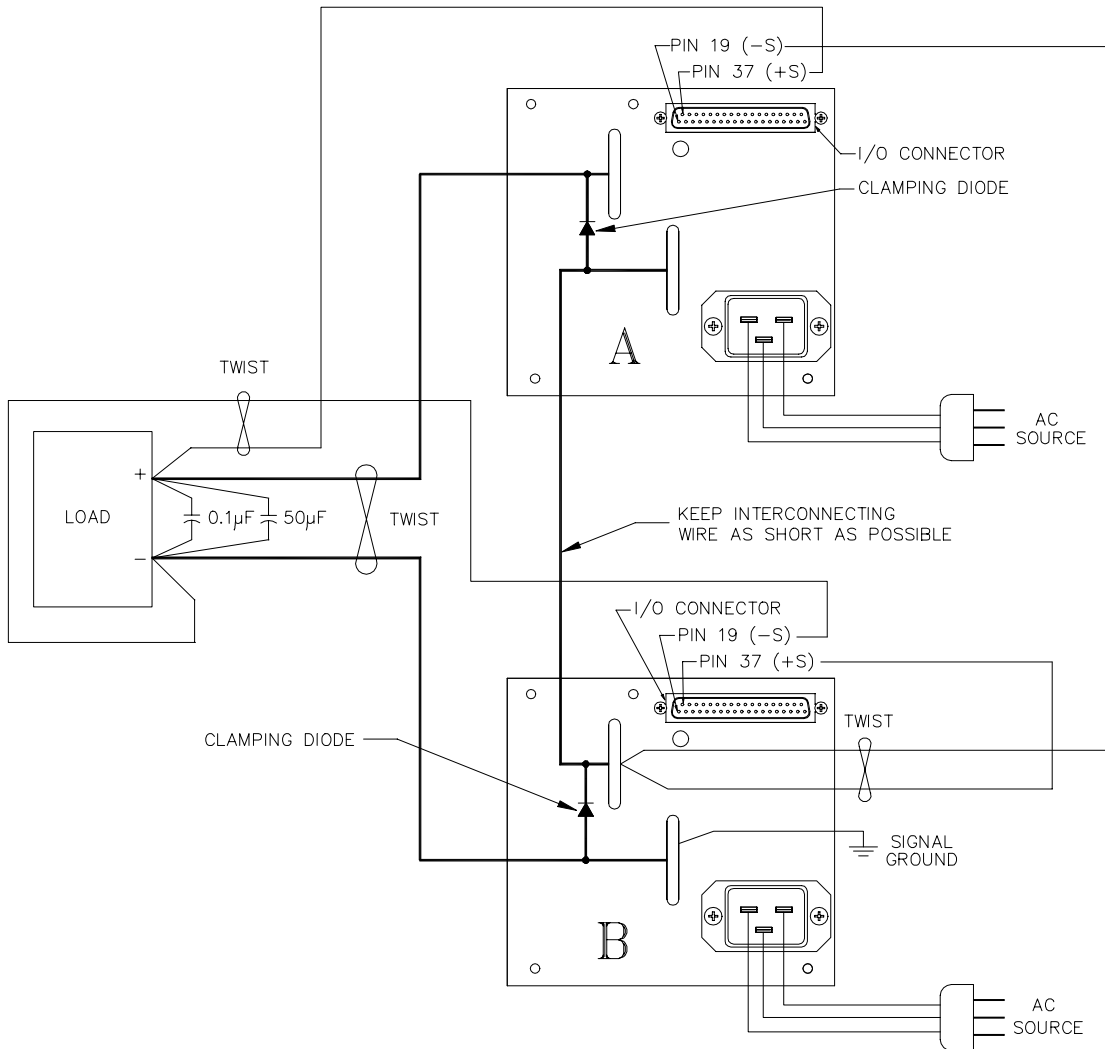 PIN 19 (−S)
PIN 37 (+S)
I/O CONNECTOR
CLAMPING DIODE
A
TWIST
AC
SOURCE
+
LOAD
0.1µF
50µF
TWIST
−
KEEP INTERCONNECTING
WIRE AS SHORT AS POSSIBLE
I/O CONNECTOR
PIN 19 (−S)
PIN 37 (+S)
CLAMPING DIODE
TWIST
SIGNAL
GROUND
B
AC
SOURCE